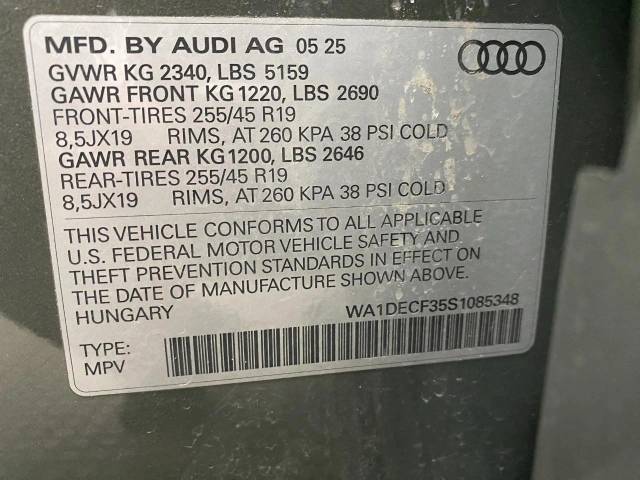 MFD. BY AUDI AG 05 25
GVWR KG 2340, LBS 5159
GAWR FRONT KG 1220, LBS 2690
FRONT-TIRES 255/45 R19
8,5JX19 RIMS, AT 260 KPA 38 PSI COLD
GAWR REAR KG 1200, LBS 2646
REAR-TIRES 255/45 R19
8,5JX19 RIMS, AT 260 KPA 38 PSI COLD
THIS VEHICLE CONFORMS TO ALL APPLICABLE
U.S. FEDERAL MOTOR VEHICLE SAFETY AND
THEFT PREVENTION STANDARDS IN EFFECT ON
THE DATE OF MANUFACTURE SHOWN ABOVE.
HUNGARY WA1DECF35S1085348
TYPE:
MPV